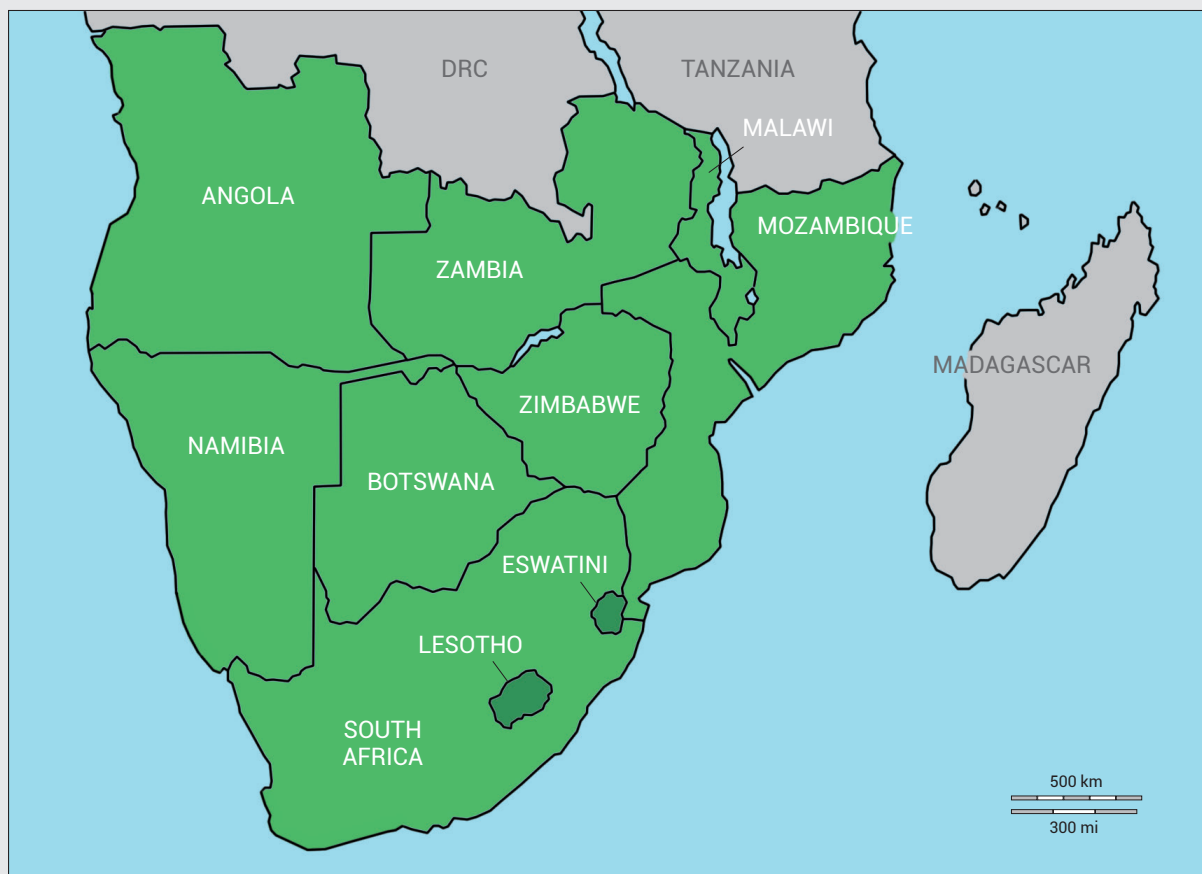 DRC
TANZANIA
MALAWI
ANGOLA
MOZAMBIQUE
ZAMBIA
MADAGASCAR
ZIMBABWE
NAMIBIA
BOTSWANA
ESWATINI
LESOTHO
SOUTH
AFRICA
500 km
300 mi